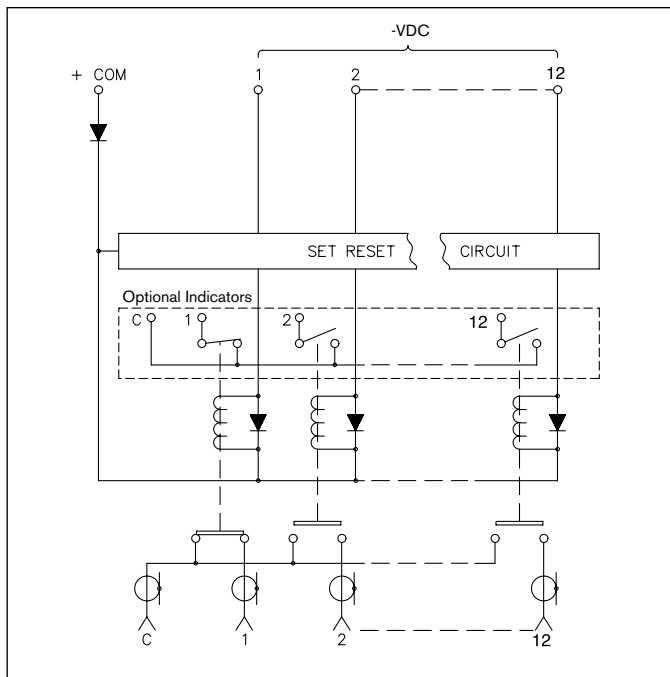 -VDC
+ COM 1 2 12
SET RESET CIRCUIT
Optional Indicators
C 1 2 12
C 1 2 12